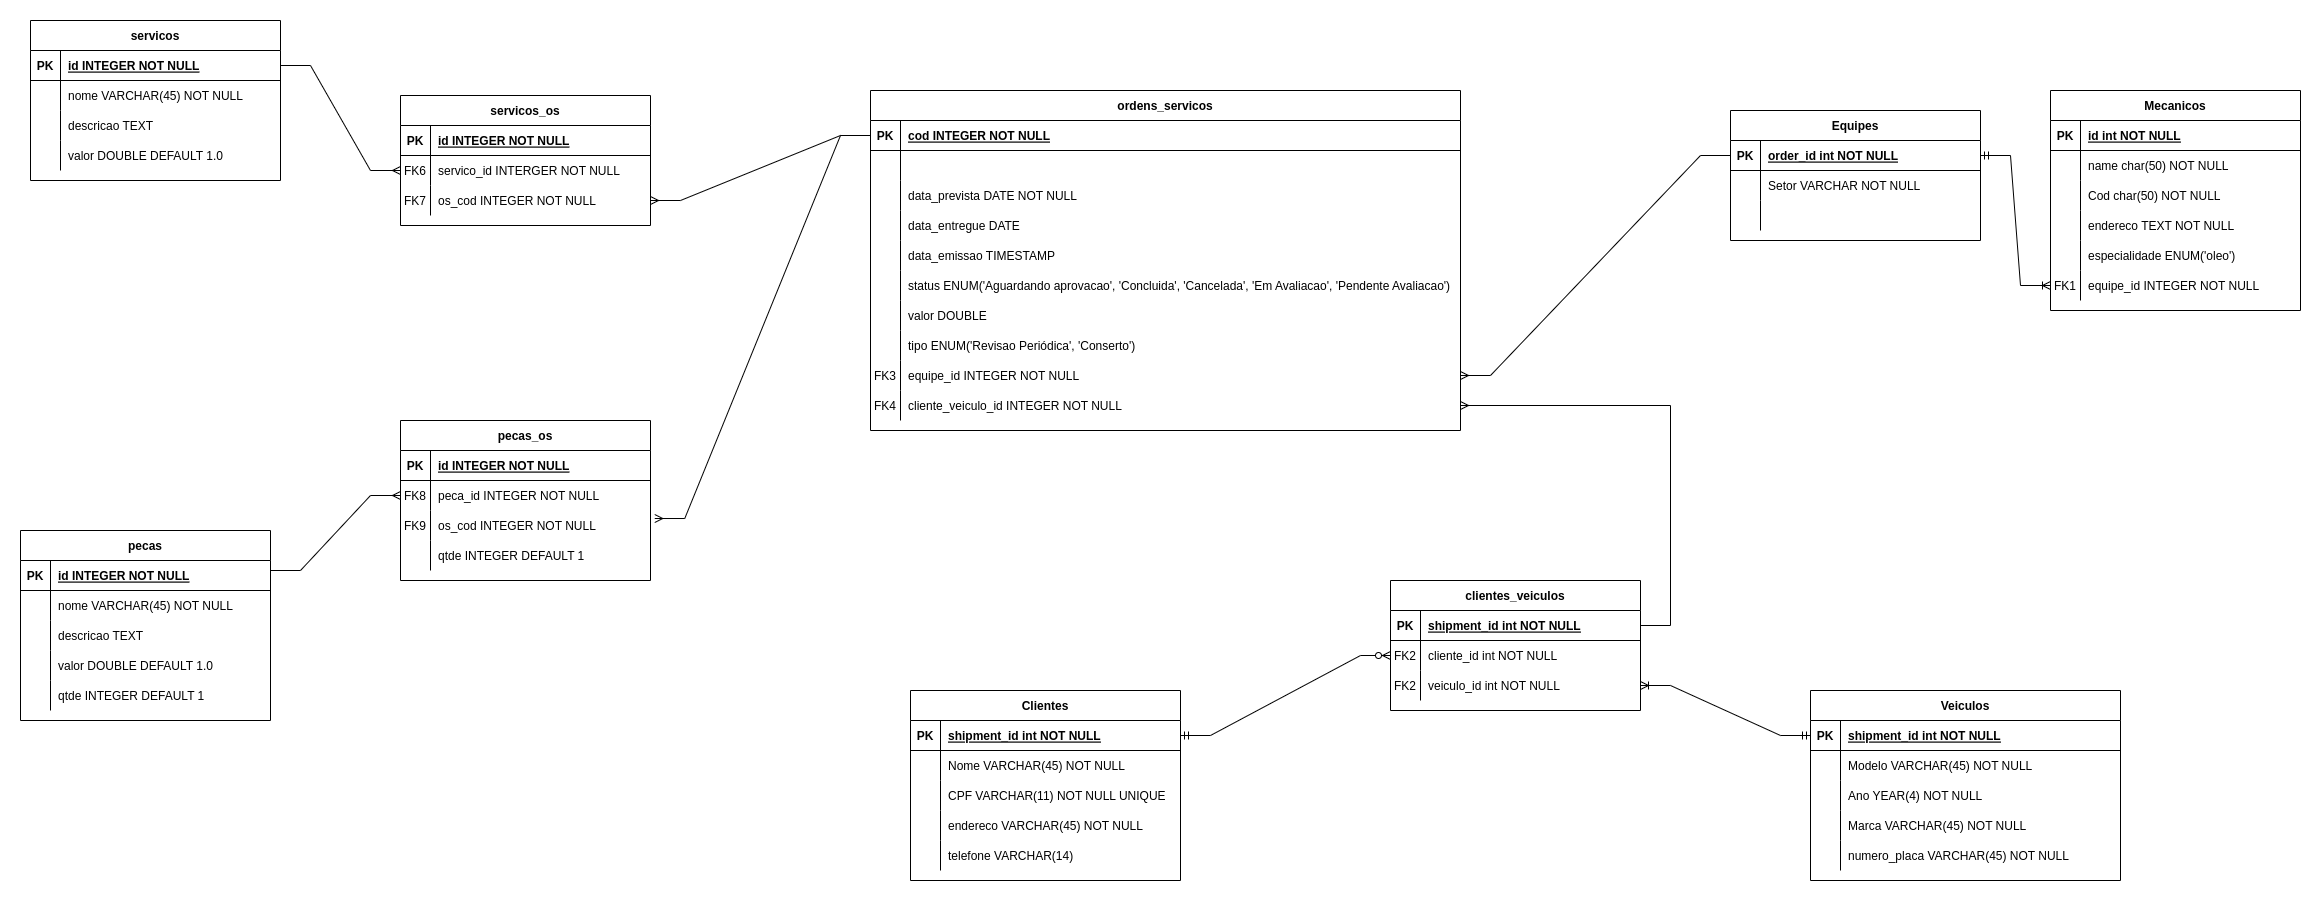 servicos
PK id INTEGER NOT NULL
nome VARCHAR(45) NOT NULL
descricao TEXT
valor DOUBLE DEFAULT 1.0
servicos_os
PK id INTEGER NOT NULL
FK6 servico_id INTERGER NOT NULL
FK7 os_cod INTEGER NOT NULL
ordens_servicos
PK cod INTEGER NOT NULL
data_prevista DATE NOT NULL
data_entregue DATE
data_emissao TIMESTAMP
status ENUM('Aguardando aprovacao', 'Concluida', 'Cancelada', 'Em Avaliacao', 'Pendente Avaliacao')
valor DOUBLE
tipo ENUM('Revisao Periódica', 'Conserto')
FK3 equipe_id INTEGER NOT NULL
FK4 cliente_veiculo_id INTEGER NOT NULL
Equipes
PK order_id int NOT NULL
Setor VARCHAR NOT NULL
Mecanicos
PK id int NOT NULL
name char(50) NOT NULL
Cod char(50) NOT NULL
endereco TEXT NOT NULL
especialidade ENUM('oleo')
FK1 equipe_id INTEGER NOT NULL
pecas_os
PK id INTEGER NOT NULL
FK8 peca_id INTEGER NOT NULL
FK9 os_cod INTEGER NOT NULL
qtde INTEGER DEFAULT 1
pecas
PK id INTEGER NOT NULL
nome VARCHAR(45) NOT NULL
descricao TEXT
valor DOUBLE DEFAULT 1.0
qtde INTEGER DEFAULT 1
clientes_veiculos
PK shipment_id int NOT NULL
FK2 cliente_id int NOT NULL
FK2 veiculo_id int NOT NULL
Clientes
PK shipment_id int NOT NULL
Nome VARCHAR(45) NOT NULL
CPF VARCHAR(11) NOT NULL UNIQUE
endereco VARCHAR(45) NOT NULL
telefone VARCHAR(14)
Veiculos
PK shipment_id int NOT NULL
Modelo VARCHAR(45) NOT NULL
Ano YEAR(4) NOT NULL
Marca VARCHAR(45) NOT NULL
numero_placa VARCHAR(45) NOT NULL